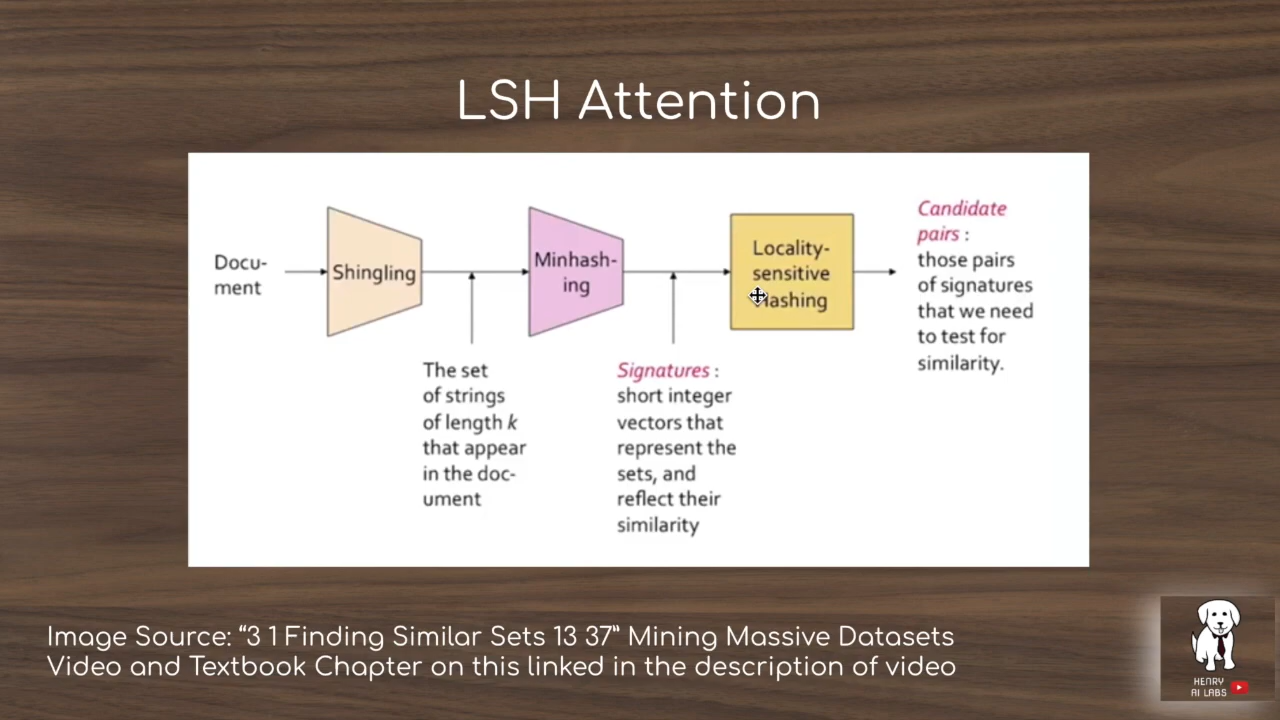 LSH Attention
Docu-
ment
Shingling
The set
of strings
of length k
that appear
in the doc-
ument
Minhash-
ing
Signatures :
short integer
vectors that
represent the
sets, and
reflect their
similarity
Locality-
sensitive
Hashing
Candidate
pairs :
those pairs
of signatures
that we need
to test for
similarity.
Image Source: “3 1 Finding Similar Sets 13 37” Mining Massive Datasets
Video and Textbook Chapter on this linked in the description of video
HENRY
AI LABS